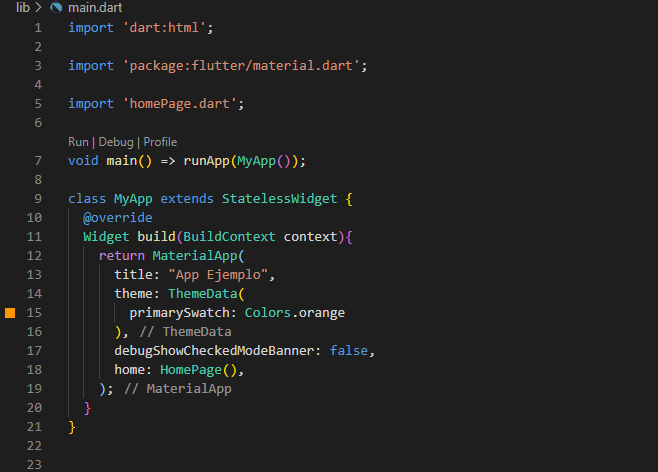 lib > main.dart
1 import 'dart:html';
2
3 import 'package:flutter/material.dart';
4
5 import 'homePage.dart';
6
Run | Debug | Profile
7 void main() => runApp(MyApp());
8
9 class MyApp extends StatelessWidget {
10 @override
11 Widget build(BuildContext context){
12 return MaterialApp(
13 title: "App Ejemplo",
14 theme: ThemeData(
15 primarySwatch: Colors.orange
16 ), // ThemeData
17 debugShowCheckedModeBanner: false,
18 home: HomePage(),
19 ); // MaterialApp
20 }
21 }
22
23